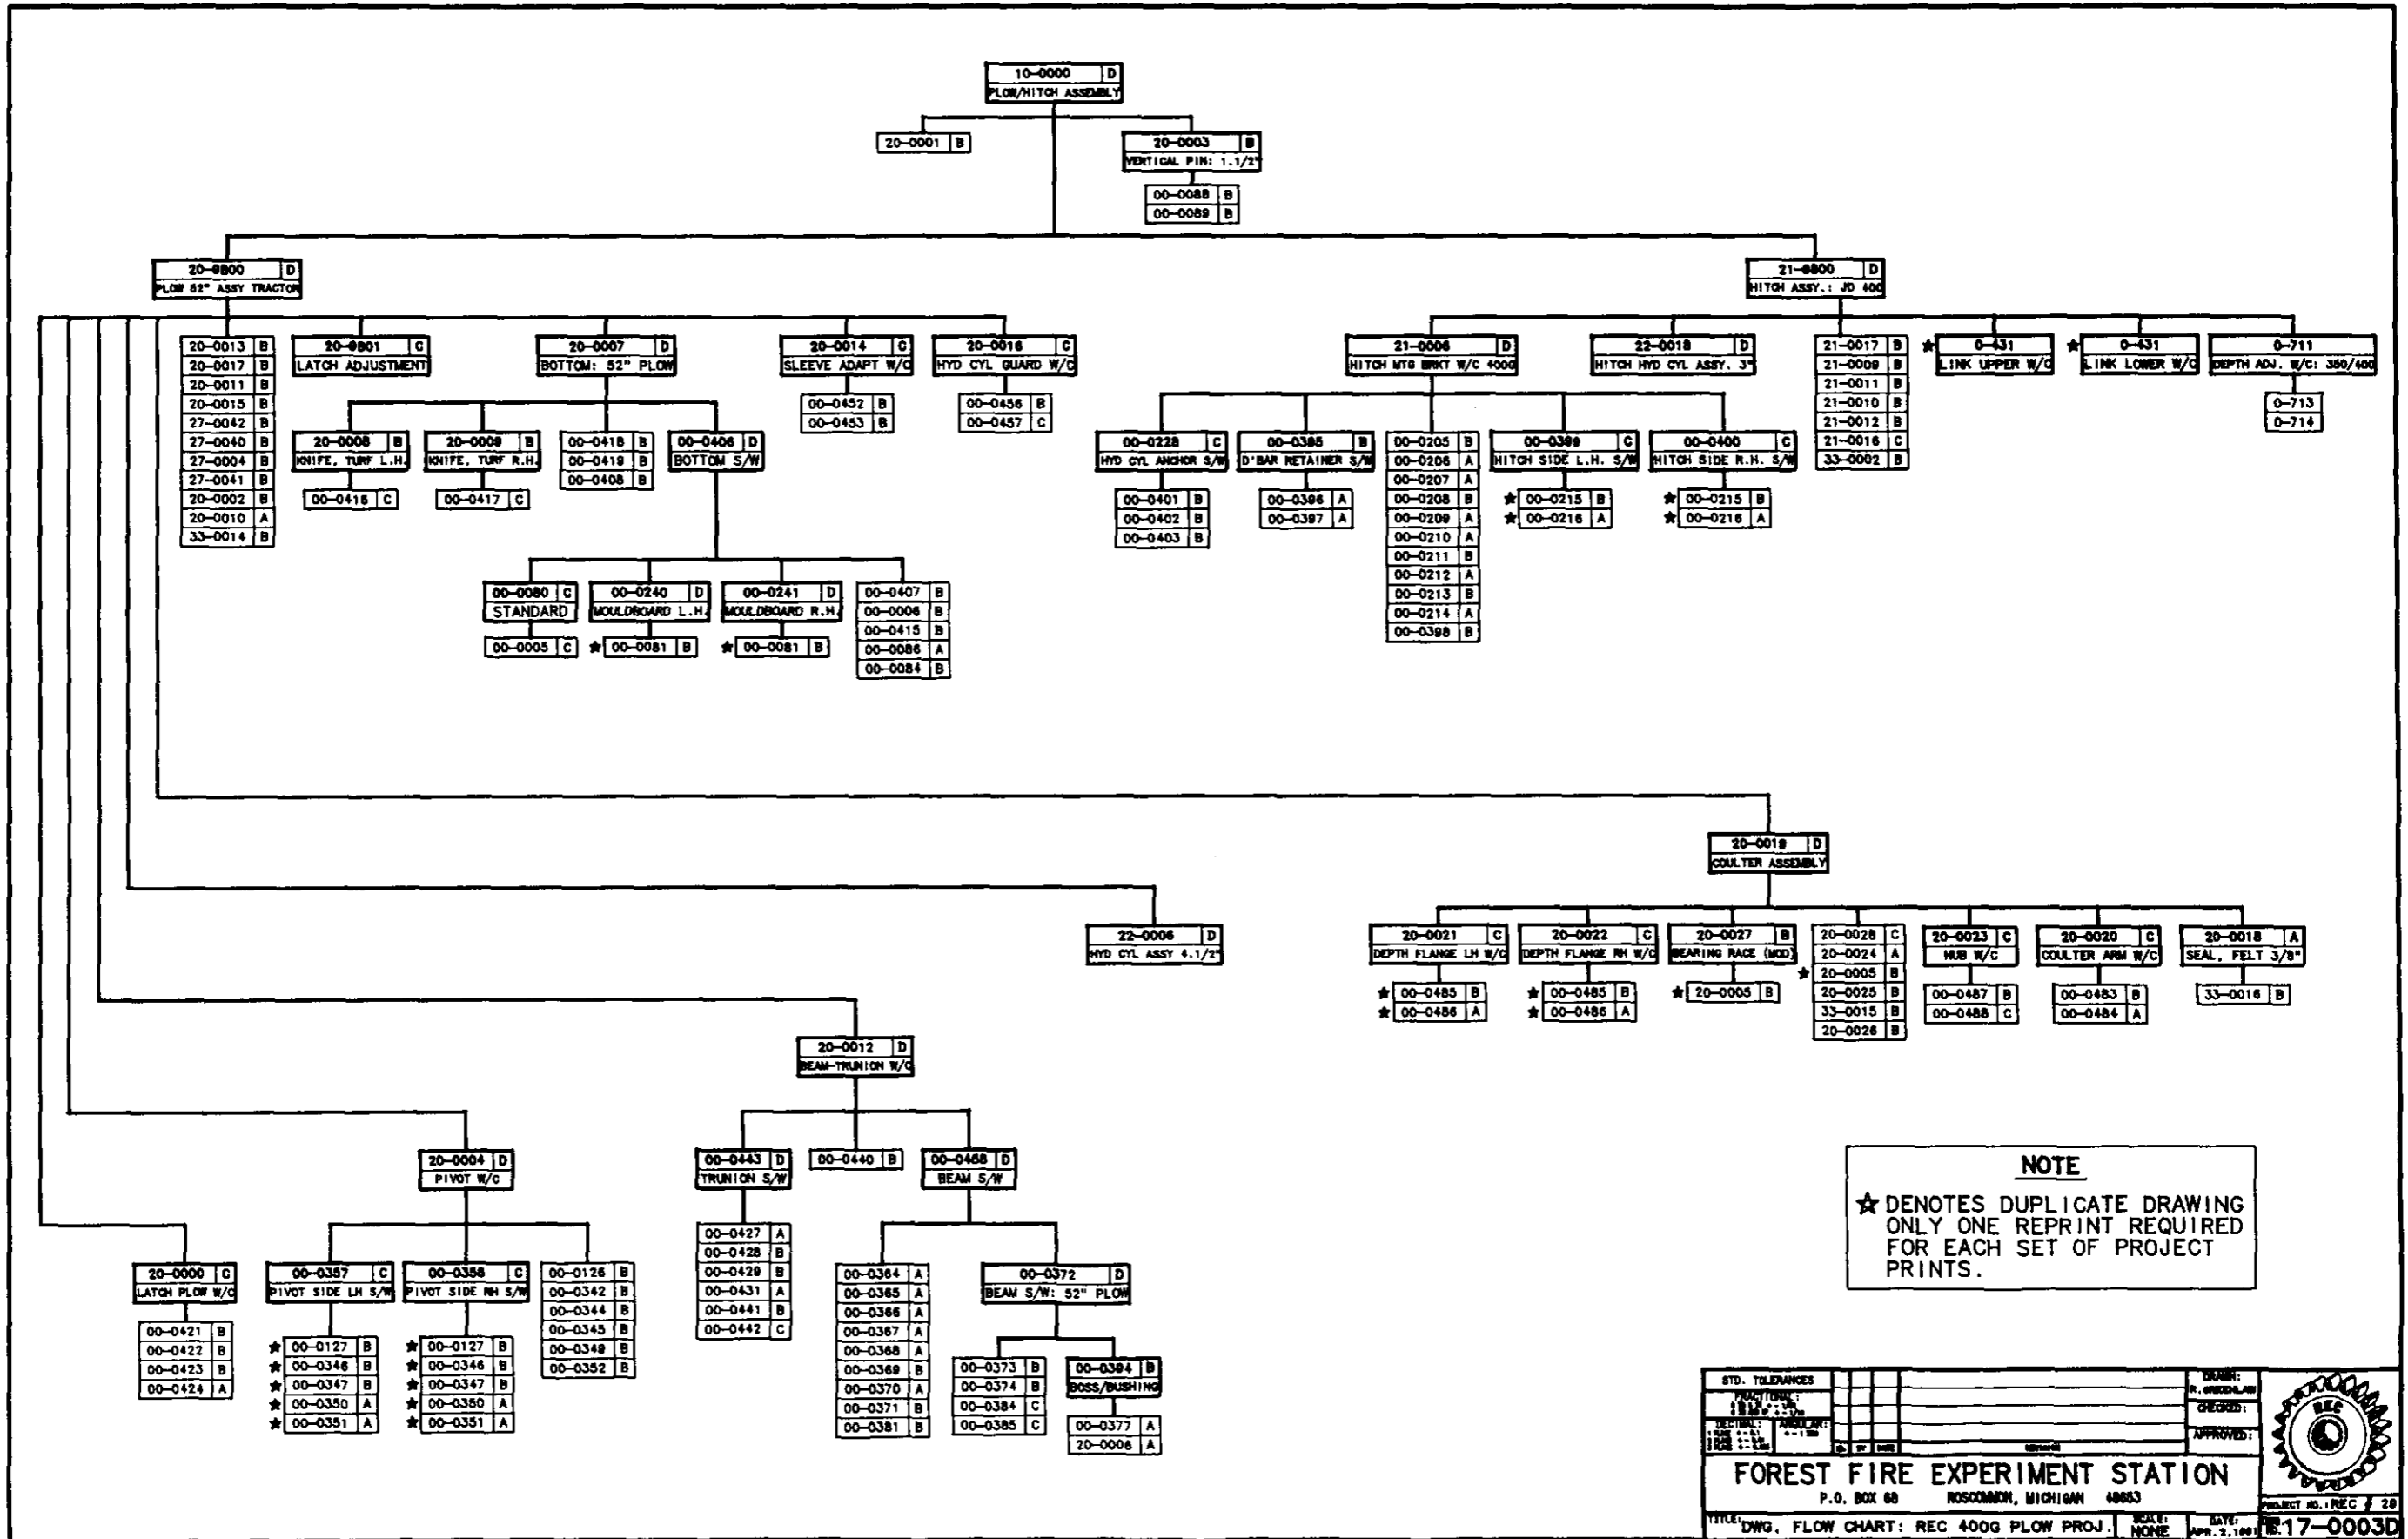 10-0000 D
PLOW/HITCH ASSEMBLY
20-0001 B
20-0003 B
VERTICAL PIN: 1.1/2"
00-0088 B
00-0089 B
20-9800 D
PLOW 52" ASSY TRACTOR
21-9800 D
HITCH ASSY.: JD 400
20-0013 B
20-0017 B
20-0011 B
20-0015 B
27-0042 B
27-0040 B
27-0004 B
27-0041 B
20-0002 B
20-0010 A
33-0014 B
20-9801 C
LATCH ADJUSTMENT
20-0007 D
BOTTOM: 52" PLOW
20-0014 C
SLEEVE ADAPT W/C
20-0016 C
HYD CYL GUARD W/C
20-0008 B
KNIFE, TURF L.H.
00-0416 C
20-0009 B
KNIFE, TURF R.H.
00-0417 C
00-0418 B
00-0419 B
00-0408 B
00-0406 D
BOTTOM S/W
00-0452 B
00-0453 B
00-0456 B
00-0457 C
00-0080 C
STANDARD
00-0005 C
00-0240 D
MOULDBOARD L.H.
★ 00-0081 B
00-0241 D
MOULDBOARD R.H.
★ 00-0081 B
00-0407 B
00-0006 B
00-0415 B
00-0086 A
00-0084 B
21-0006 D
HITCH MTG BRKT W/C 400G
22-0018 D
HITCH HYD CYL ASSY. 3"
21-0017 B
21-0009 B
21-0011 B
21-0010 B
21-0012 B
21-0016 C
33-0002 B
★ 0-431
LINK UPPER W/C
★ 0-431
LINK LOWER W/C
0-711
DEPTH ADJ. W/C: 350/400
0-713
0-714
00-0228 C
HYD CYL ANCHOR S/W
00-0401 B
00-0402 B
00-0403 B
00-0395 B
D'BAR RETAINER S/W
00-0396 A
00-0397 A
00-0205 B
00-0206 A
00-0207 A
00-0208 B
00-0209 A
00-0210 A
00-0211 B
00-0212 A
00-0213 B
00-0214 A
00-0398 B
00-0399 C
HITCH SIDE L.H. S/W
★ 00-0215 B
★ 00-0216 A
00-0400 C
HITCH SIDE R.H. S/W
★ 00-0215 B
★ 00-0216 A
20-0019 D
COULTER ASSEMBLY
22-0006 D
HYD CYL ASSY 4.1/2"
20-0021 C
DEPTH FLANGE LH W/C
★ 00-0485 B
★ 00-0486 A
20-0022 C
DEPTH FLANGE RH W/C
★ 00-0485 B
★ 00-0486 A
20-0027 B
BEARING RACE (MOD)
★ 20-0005 B
20-0028 C
20-0024 A
★ 20-0005 B
20-0025 B
33-0015 B
20-0026 B
20-0023 C
HUB W/C
00-0487 B
00-0488 C
20-0020 C
COULTER ARM W/C
00-0483 B
00-0484 A
20-0018 A
SEAL, FELT 3/8"
33-0016 B
20-0012 D
BEAM-TRUNION W/C
00-0443 D
TRUNION S/W
00-0440 B
00-0468 D
BEAM S/W
00-0427 A
00-0428 B
00-0429 B
00-0431 A
00-0441 B
00-0442 C
00-0364 A
00-0365 A
00-0366 A
00-0367 A
00-0368 A
00-0369 B
00-0370 A
00-0371 B
00-0381 B
00-0372 D
BEAM S/W: 52" PLOW
00-0373 B
00-0374 B
00-0384 C
00-0385 C
00-0394 B
BOSS/BUSHING
00-0377 A
20-0006 A
20-0004 D
PIVOT W/C
20-0000 C
LATCH PLOW W/C
00-0421 B
00-0422 B
00-0423 B
00-0424 A
00-0357 C
PIVOT SIDE LH S/W
★ 00-0127 B
★ 00-0346 B
★ 00-0347 B
★ 00-0350 A
★ 00-0351 A
00-0358 C
PIVOT SIDE RH S/W
★ 00-0127 B
★ 00-0346 B
★ 00-0347 B
★ 00-0350 A
★ 00-0351 A
00-0126 B
00-0342 B
00-0344 B
00-0345 B
00-0349 B
00-0352 B
NOTE
☆ DENOTES DUPLICATE DRAWING
ONLY ONE REPRINT REQUIRED
FOR EACH SET OF PROJECT
PRINTS.
STD. TOLERANCES
FRACTIONAL:
DECIMAL: ANGULAR:
DRAWN:
R. GREENLAW
CHECKED:
APPROVED:
REC
FOREST FIRE EXPERIMENT STATION
P.O. BOX 68 ROSCOMMON, MICHIGAN 48653
PROJECT NO.: REC # 29
TITLE: DWG. FLOW CHART: REC 400G PLOW PROJ.
SCALE: NONE
DATE: APR. 2, 1991
17-0003D